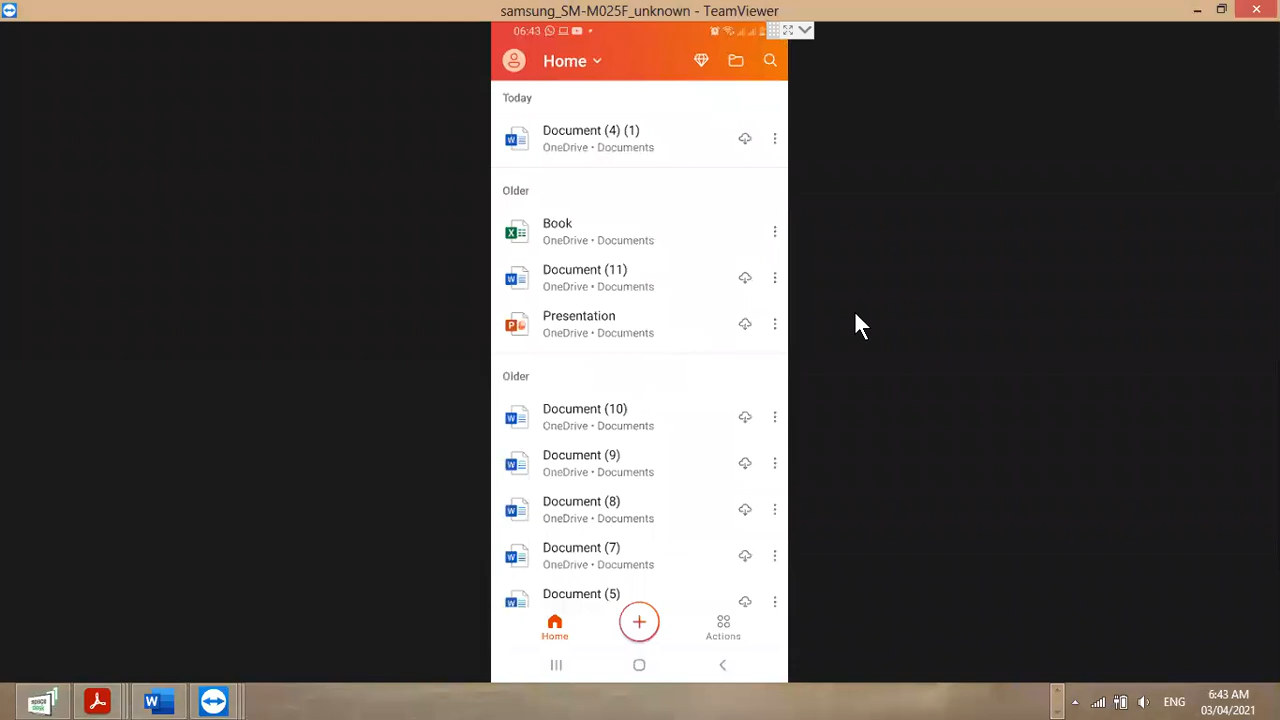 samsung_SM-M025F_unknown - TeamViewer
06:43
Home
Today
Document (4) (1)
OneDrive • Documents
Older
Book
OneDrive • Documents
Document (11)
OneDrive • Documents
Presentation
OneDrive • Documents
Older
Document (10)
OneDrive • Documents
Document (9)
OneDrive • Documents
Document (8)
OneDrive • Documents
Document (7)
OneDrive • Documents
Document (5)
Home
Actions
ENG
6:43 AM
03/04/2021